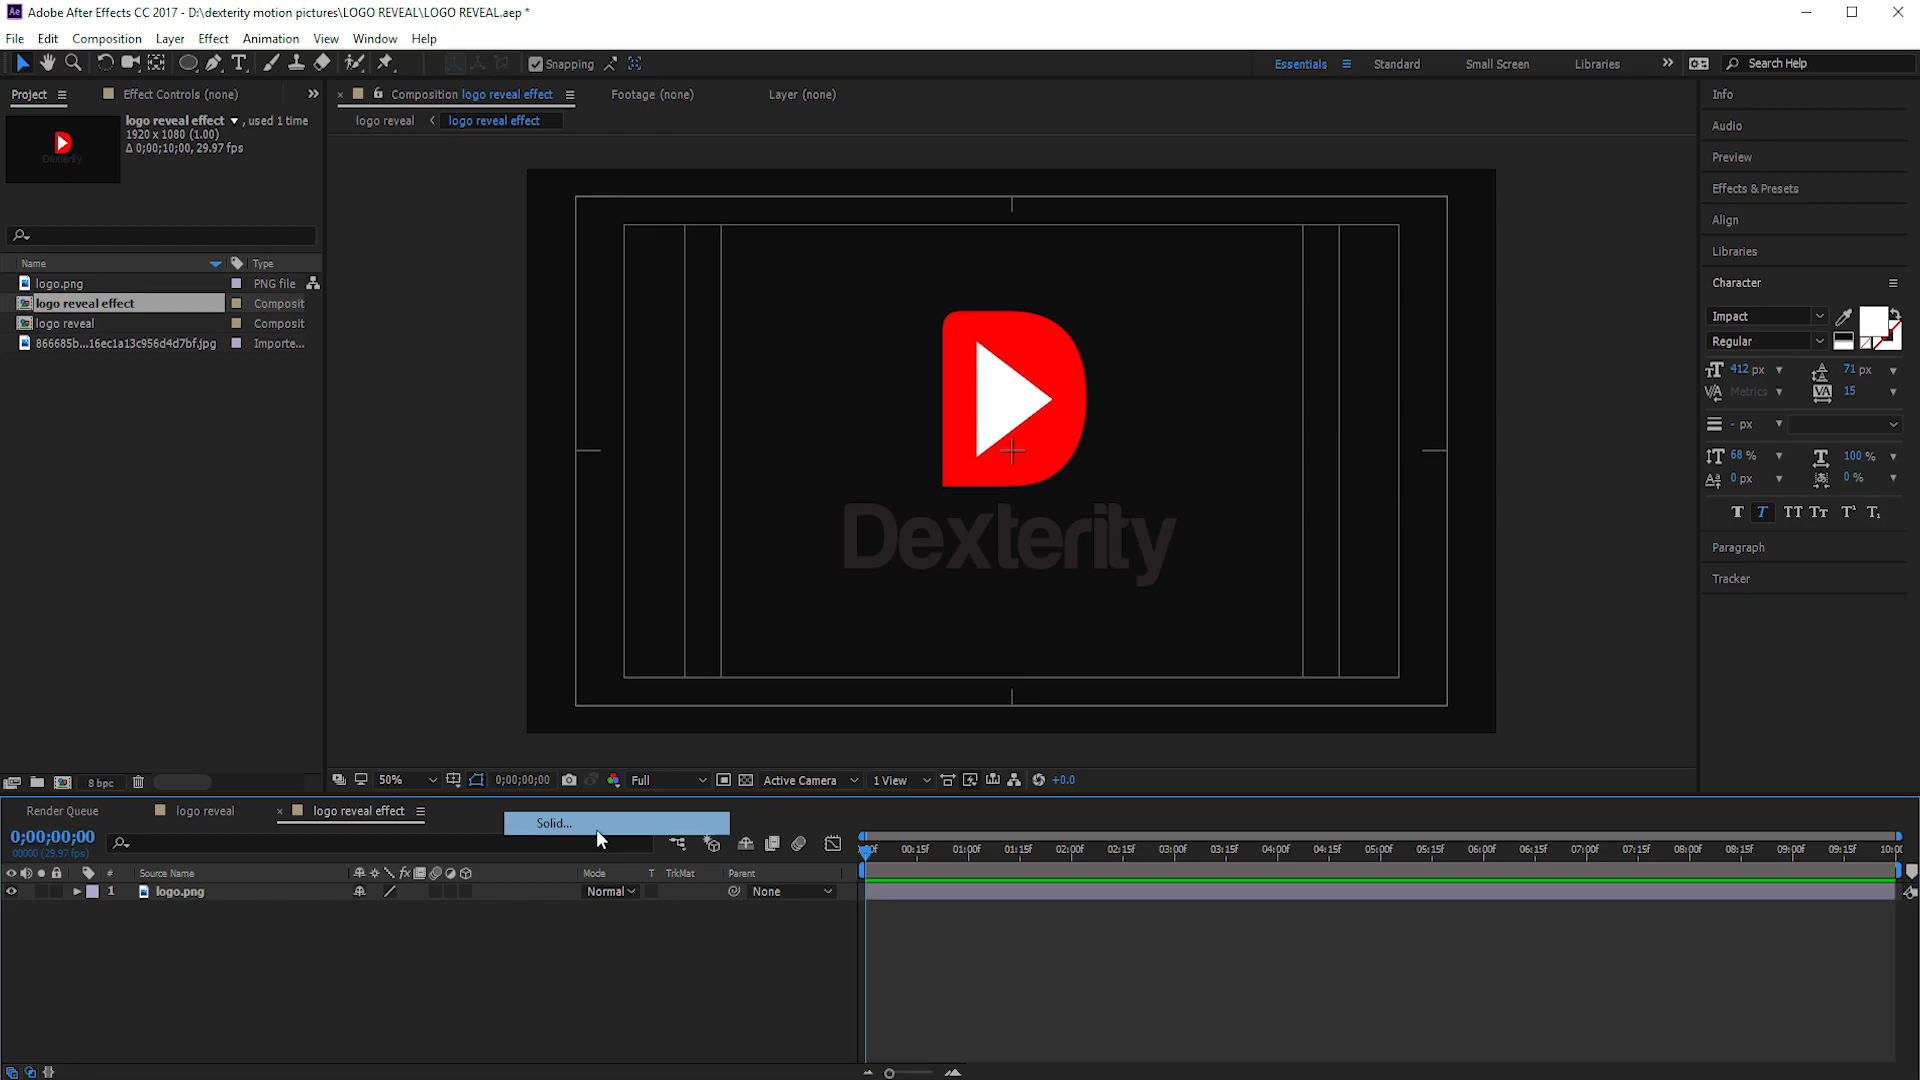 Ae Adobe After Effects CC 2017 - D:\dexterity motion pictures\LOGO REVEAL\LOGO REVEAL.aep *
File Edit Composition Layer Effect Animation View Window Help
Snapping Essentials Standard Small Screen Libraries Search Help
Project Effect Controls (none)
Composition logo reveal effect Footage (none) Layer (none)
logo reveal logo reveal effect
logo reveal effect , used 1 time
1920 x 1080 (1.00)
Δ 0;00;10;00, 29.97 fps
Dexterity
Name Type
logo.png PNG file
logo reveal effect Composit
logo reveal Composit
866685b...16ec1a13c956d4d7bf.jpg Importe...
Dexterity
Info
Audio
Preview
Effects & Presets
Align
Libraries
Character
Impact
Regular
412 px 71 px
Metrics 15
- px
68 % 100 %
0 px 0 %
T T TT Tt T¹ T₁
Paragraph
Tracker
8 bpc
50% 0;00;00;00 Full Active Camera 1 View +0.0
Render Queue logo reveal logo reveal effect
Solid...
0;00;00;00
00000 (29.97 fps)
:00f 00:15f 01:00f 01:15f 02:00f 02:15f 03:00f 03:15f 04:00f 04:15f 05:00f 05:15f 06:00f 06:15f 07:00f 07:15f 08:00f 08:15f 09:00f 09:15f 10:00
# Source Name fx Mode T TrkMat Parent
1 logo.png Normal None